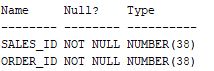 Name     Null?    Type
-------- -------- ----------
SALES_ID NOT NULL NUMBER(38)
ORDER_ID NOT NULL NUMBER(38)